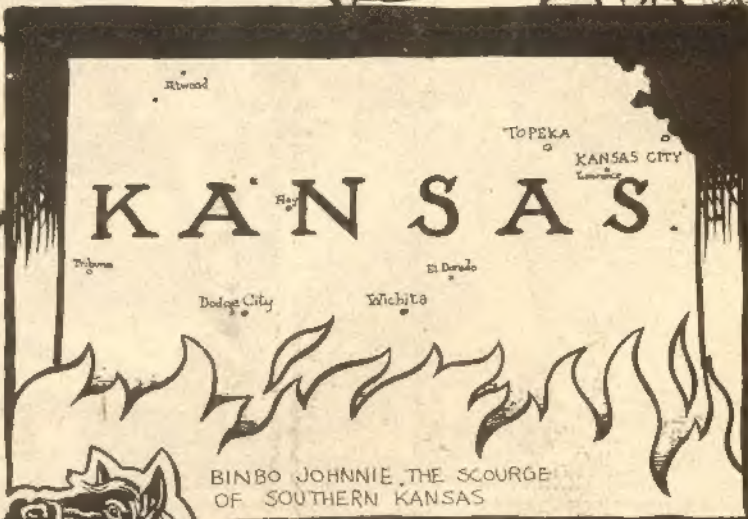 Atwood
TOPEKA
KANSAS CITY
Lawrence
Hay
KANSAS.
Tribune
El Dorado
Dodge City
Wichita
BINBO JOHNNIE, THE SCOURGE
OF SOUTHERN KANSAS